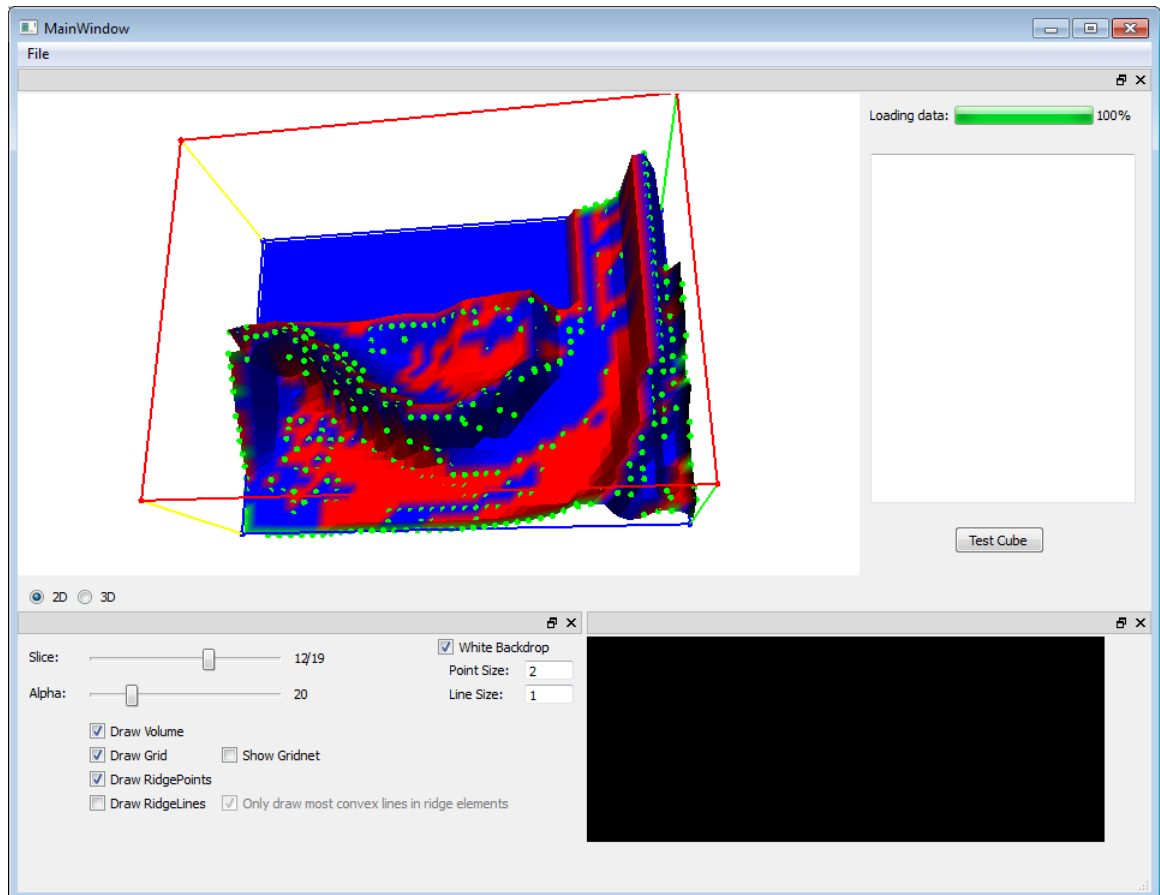 MainWindow
File
Loading data: 100%
Test Cube
2D 3D
Slice: 12/19
White Backdrop
Point Size: 2
Alpha: 20
Line Size: 1
Draw Volume
Draw Grid Show Gridnet
Draw RidgePoints
Draw RidgeLines Only draw most convex lines in ridge elements